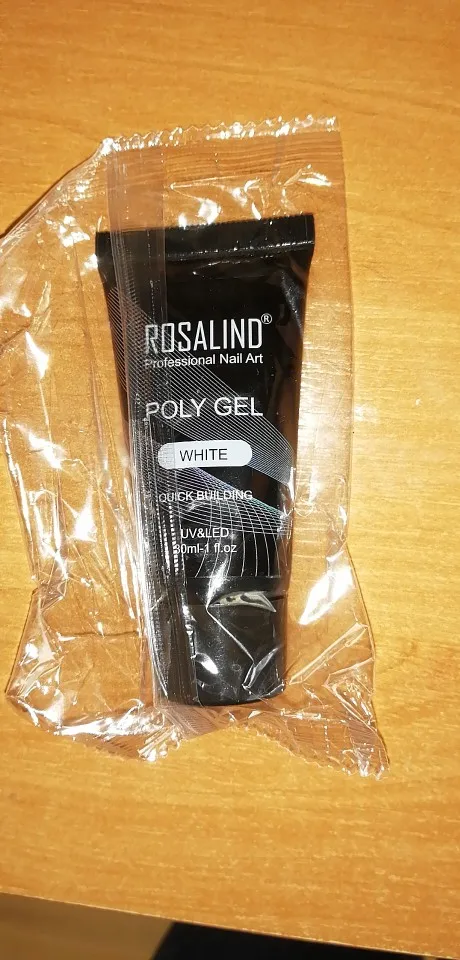 ROSALIND®
Professional Nail Art
POLY GEL
WHITE
QUICK BUILDING
UV&LED
30ml-1 fl.oz